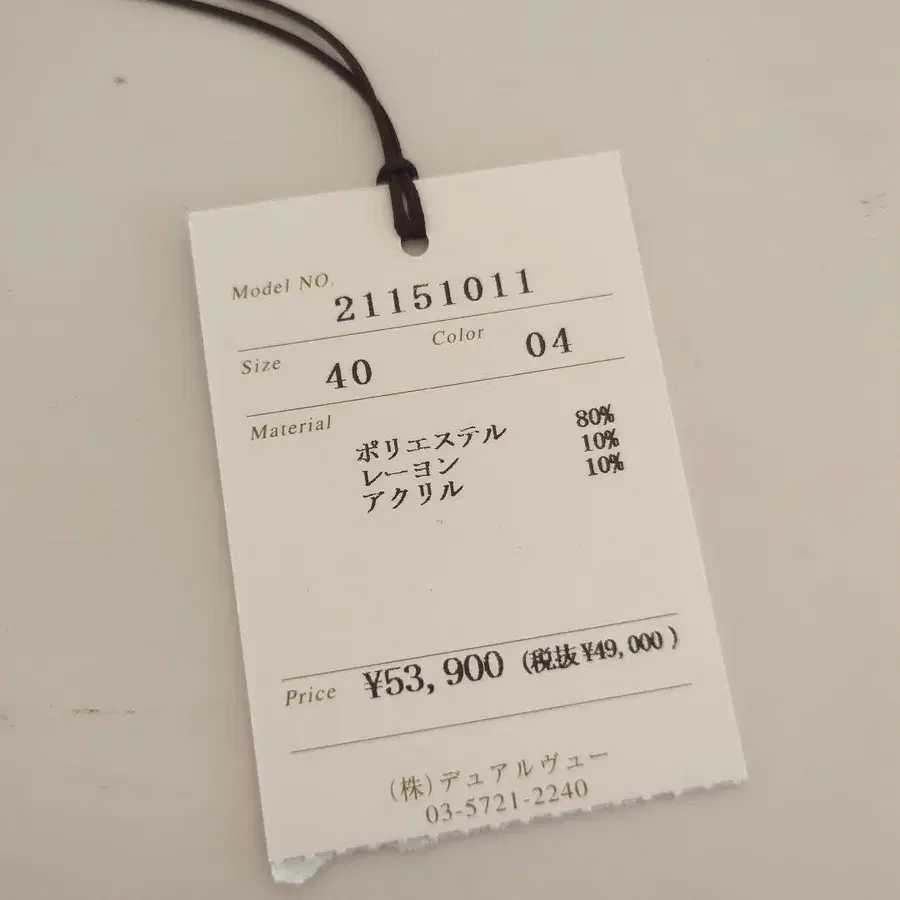 Model NO. 21151011
Size 40 Color 04
Material
ポリエステル 80%
レーヨン 10%
アクリル 10%
Price ¥53,900 (税抜¥49,000)
(株)デュアルヴュー
03-5721-2240